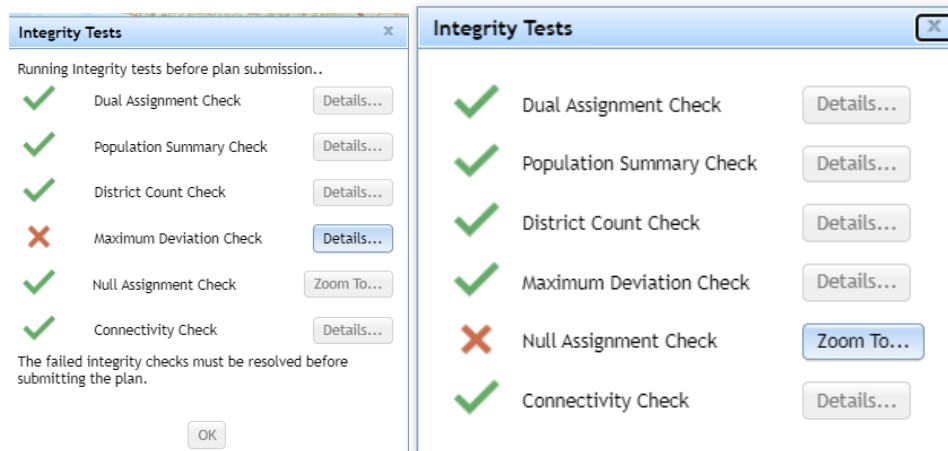 Integrity Tests
x
Running Integrity tests before plan submission..
Dual Assignment Check Details...
Population Summary Check Details...
District Count Check Details...
Maximum Deviation Check Details...
Null Assignment Check Zoom To...
Connectivity Check Details...
The failed integrity checks must be resolved before
submitting the plan.
OK
Integrity Tests
x
Dual Assignment Check Details...
Population Summary Check Details...
District Count Check Details...
Maximum Deviation Check Details...
Null Assignment Check Zoom To...
Connectivity Check Details...